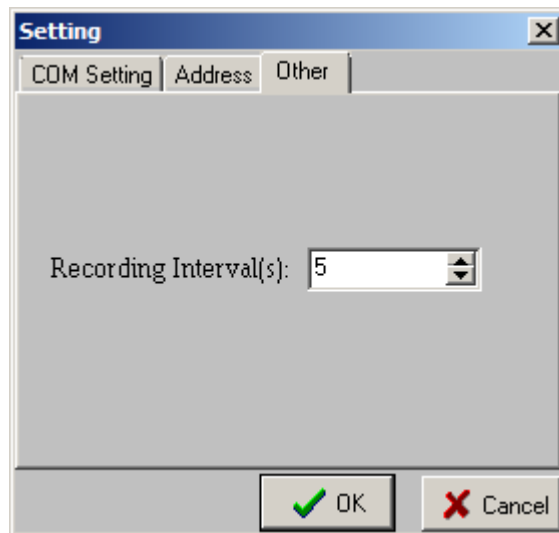 Setting
COM Setting Address Other
Recording Interval(s): 5
OK Cancel